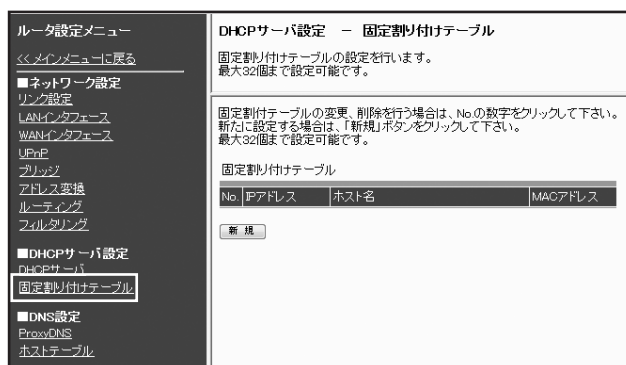 ルータ設定メニュー
<<メインメニューに戻る
■ネットワーク設定
リンク設定
LANインタフェース
WANインタフェース
UPnP
ブリッジ
アドレス変換
ルーティング
フィルタリング
■DHCPサーバ設定
DHCPサーバ
固定割り付けテーブル
■DNS設定
ProxyDNS
ホストテーブル
DHCPサーバ設定 － 固定割り付けテーブル
固定割り付けテーブルの設定を行います。
最大32個まで設定可能です。
固定割付テーブルの変更、削除を行う場合は、No.の数字をクリックして下さい。
新たに設定する場合は、「新規」ボタンをクリックして下さい。
最大32個まで設定可能です。
固定割り付けテーブル
No. IPアドレス ホスト名 MACアドレス
新 規